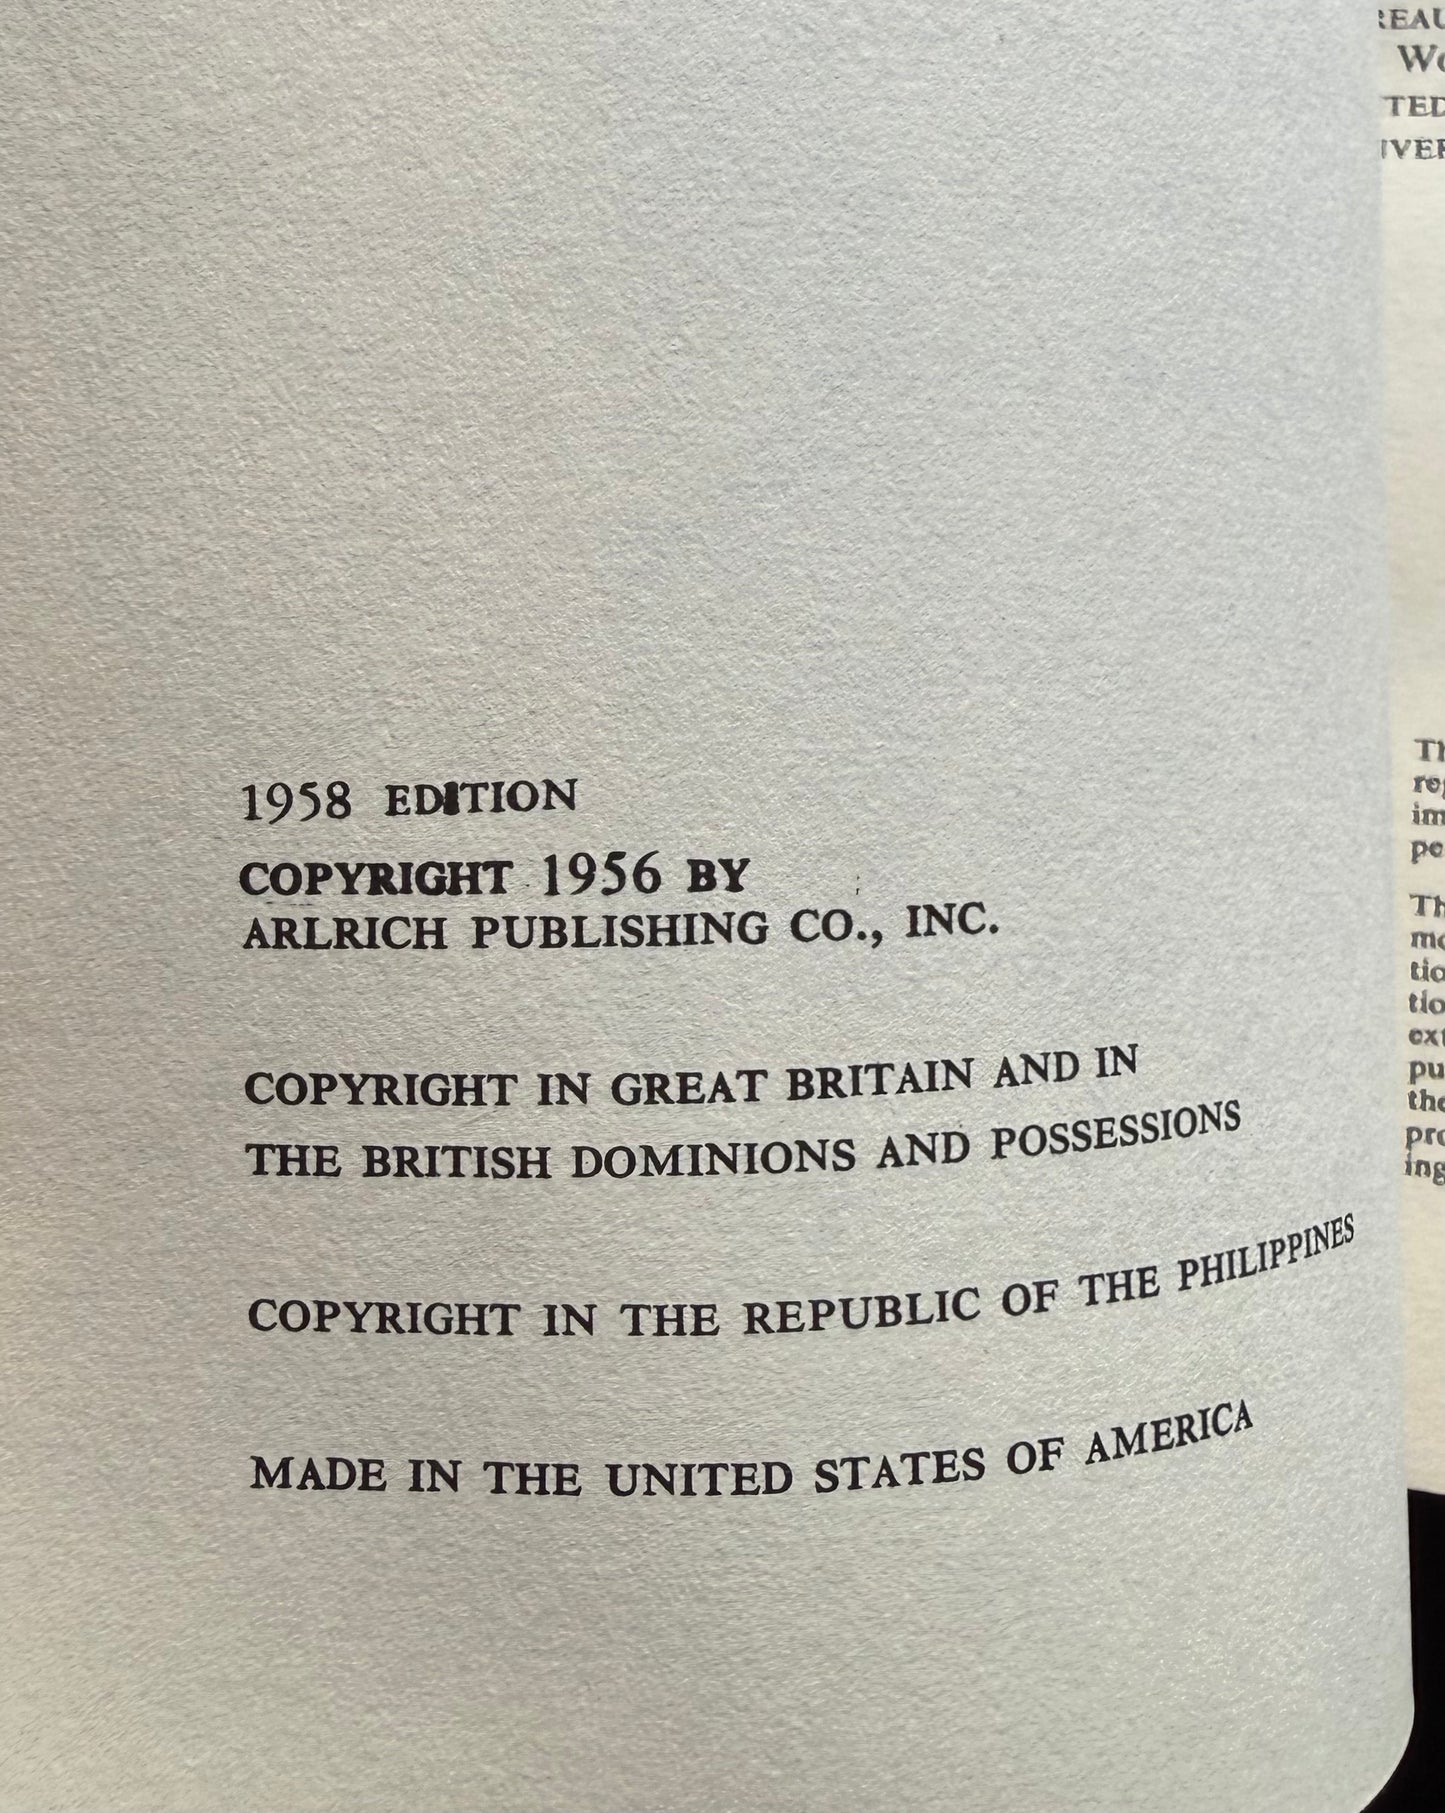 1958 EDITION
COPYRIGHT 1956 BY
ARLRICH PUBLISHING CO., INC.
COPYRIGHT IN GREAT BRITAIN AND IN
THE BRITISH DOMINIONS AND POSSESSIONS
COPYRIGHT IN THE REPUBLIC OF THE PHILIPPINES
MADE IN THE UNITED STATES OF AMERICA